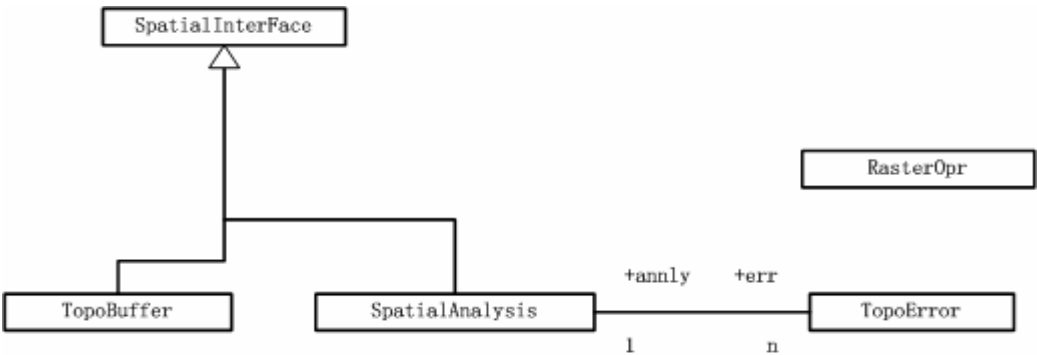 SpatialInterFace
RasterOpr
+annly +err
TopoBuffer SpatialAnalysis TopoError
1 n